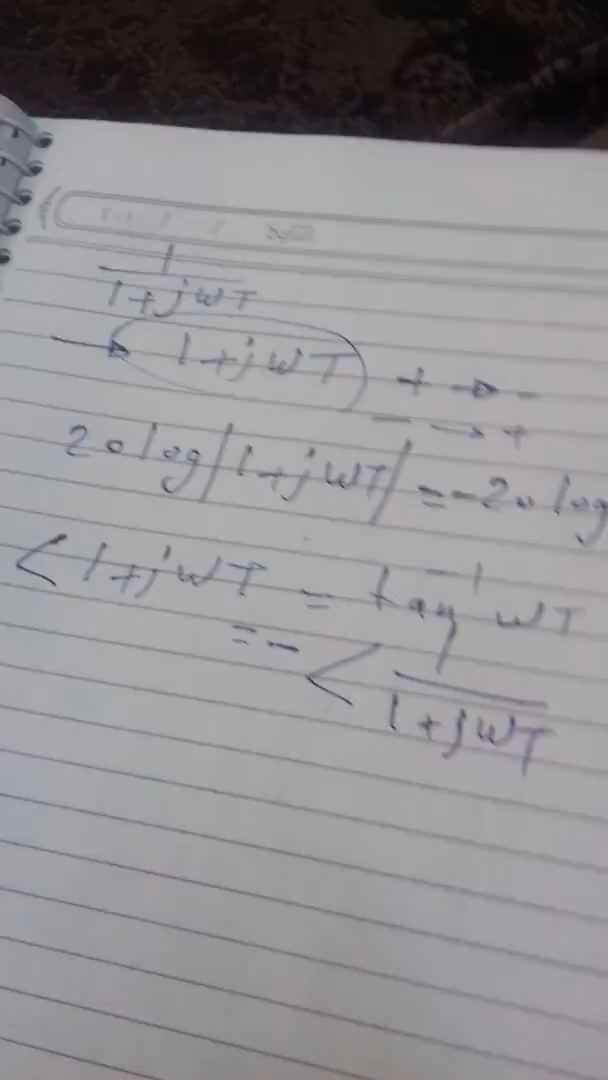 1
1+jωT
→ 1+jωT + → -
- → +
20 log|1+jωT| = -20 log
∠ 1+jωT = tan⁻¹ ωT
= - ∠ 1
1+jωT